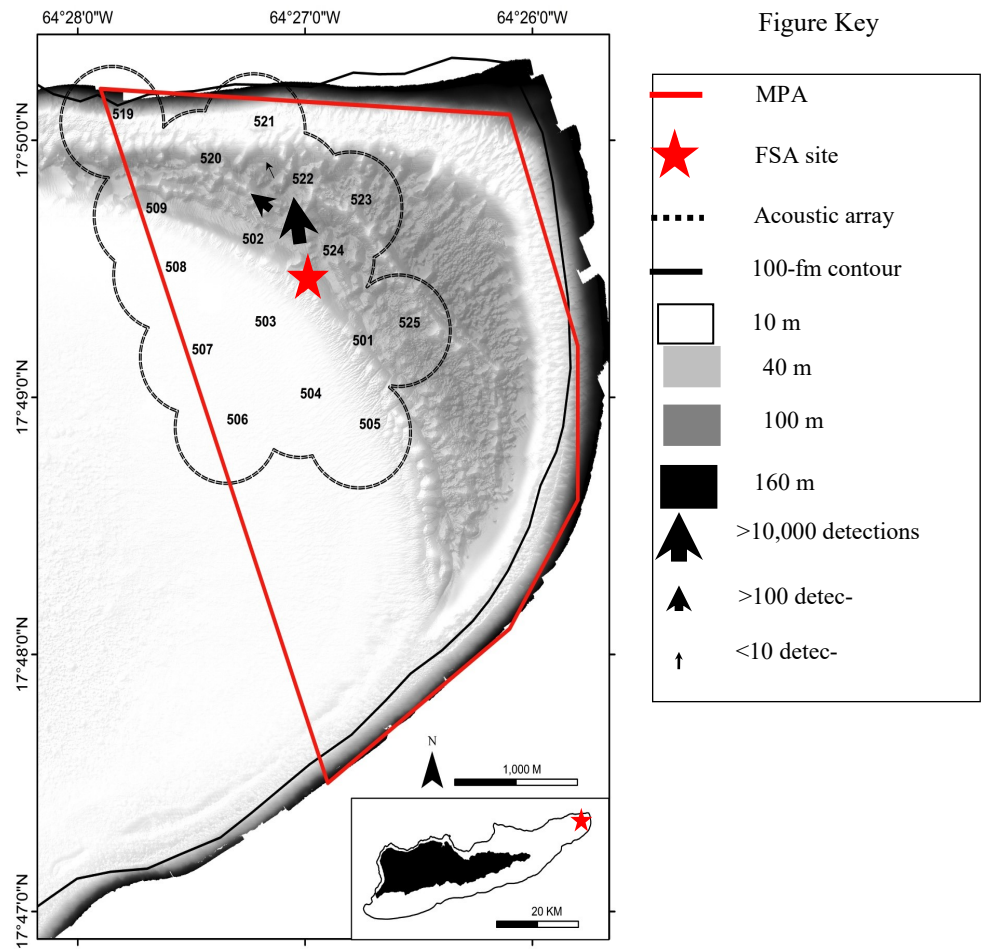 64°28'0"W
64°27'0"W
64°26'0"W
17°50'0"N
17°49'0"N
17°48'0"N
17°47'0"N
519
521
520
522
523
509
502
524
508
503
525
501
507
504
506
505
N
1,000 M
20 KM
Figure Key
MPA
FSA site
Acoustic array
100-fm contour
10 m
40 m
100 m
160 m
>10,000 detections
>100 detec-
<10 detec-